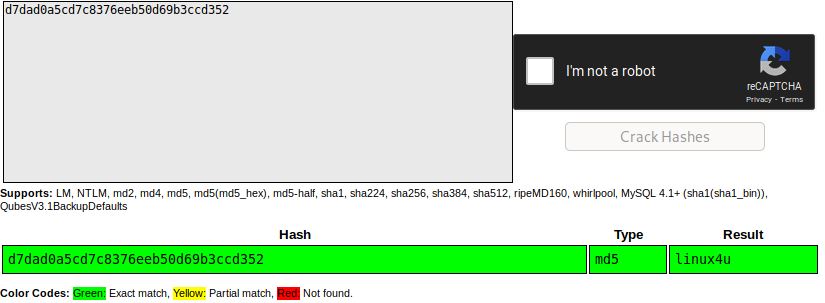 d7dad0a5cd7c8376eeb50d69b3ccd352
I'm not a robot
reCAPTCHA
Privacy - Terms
Crack Hashes
Supports: LM, NTLM, md2, md4, md5, md5(md5_hex), md5-half, sha1, sha224, sha256, sha384, sha512, ripeMD160, whirlpool, MySQL 4.1+ (sha1(sha1_bin)),
QubesV3.1BackupDefaults
Hash Type Result
d7dad0a5cd7c8376eeb50d69b3ccd352 md5 linux4u
Color Codes: Green: Exact match, Yellow: Partial match, Red: Not found.